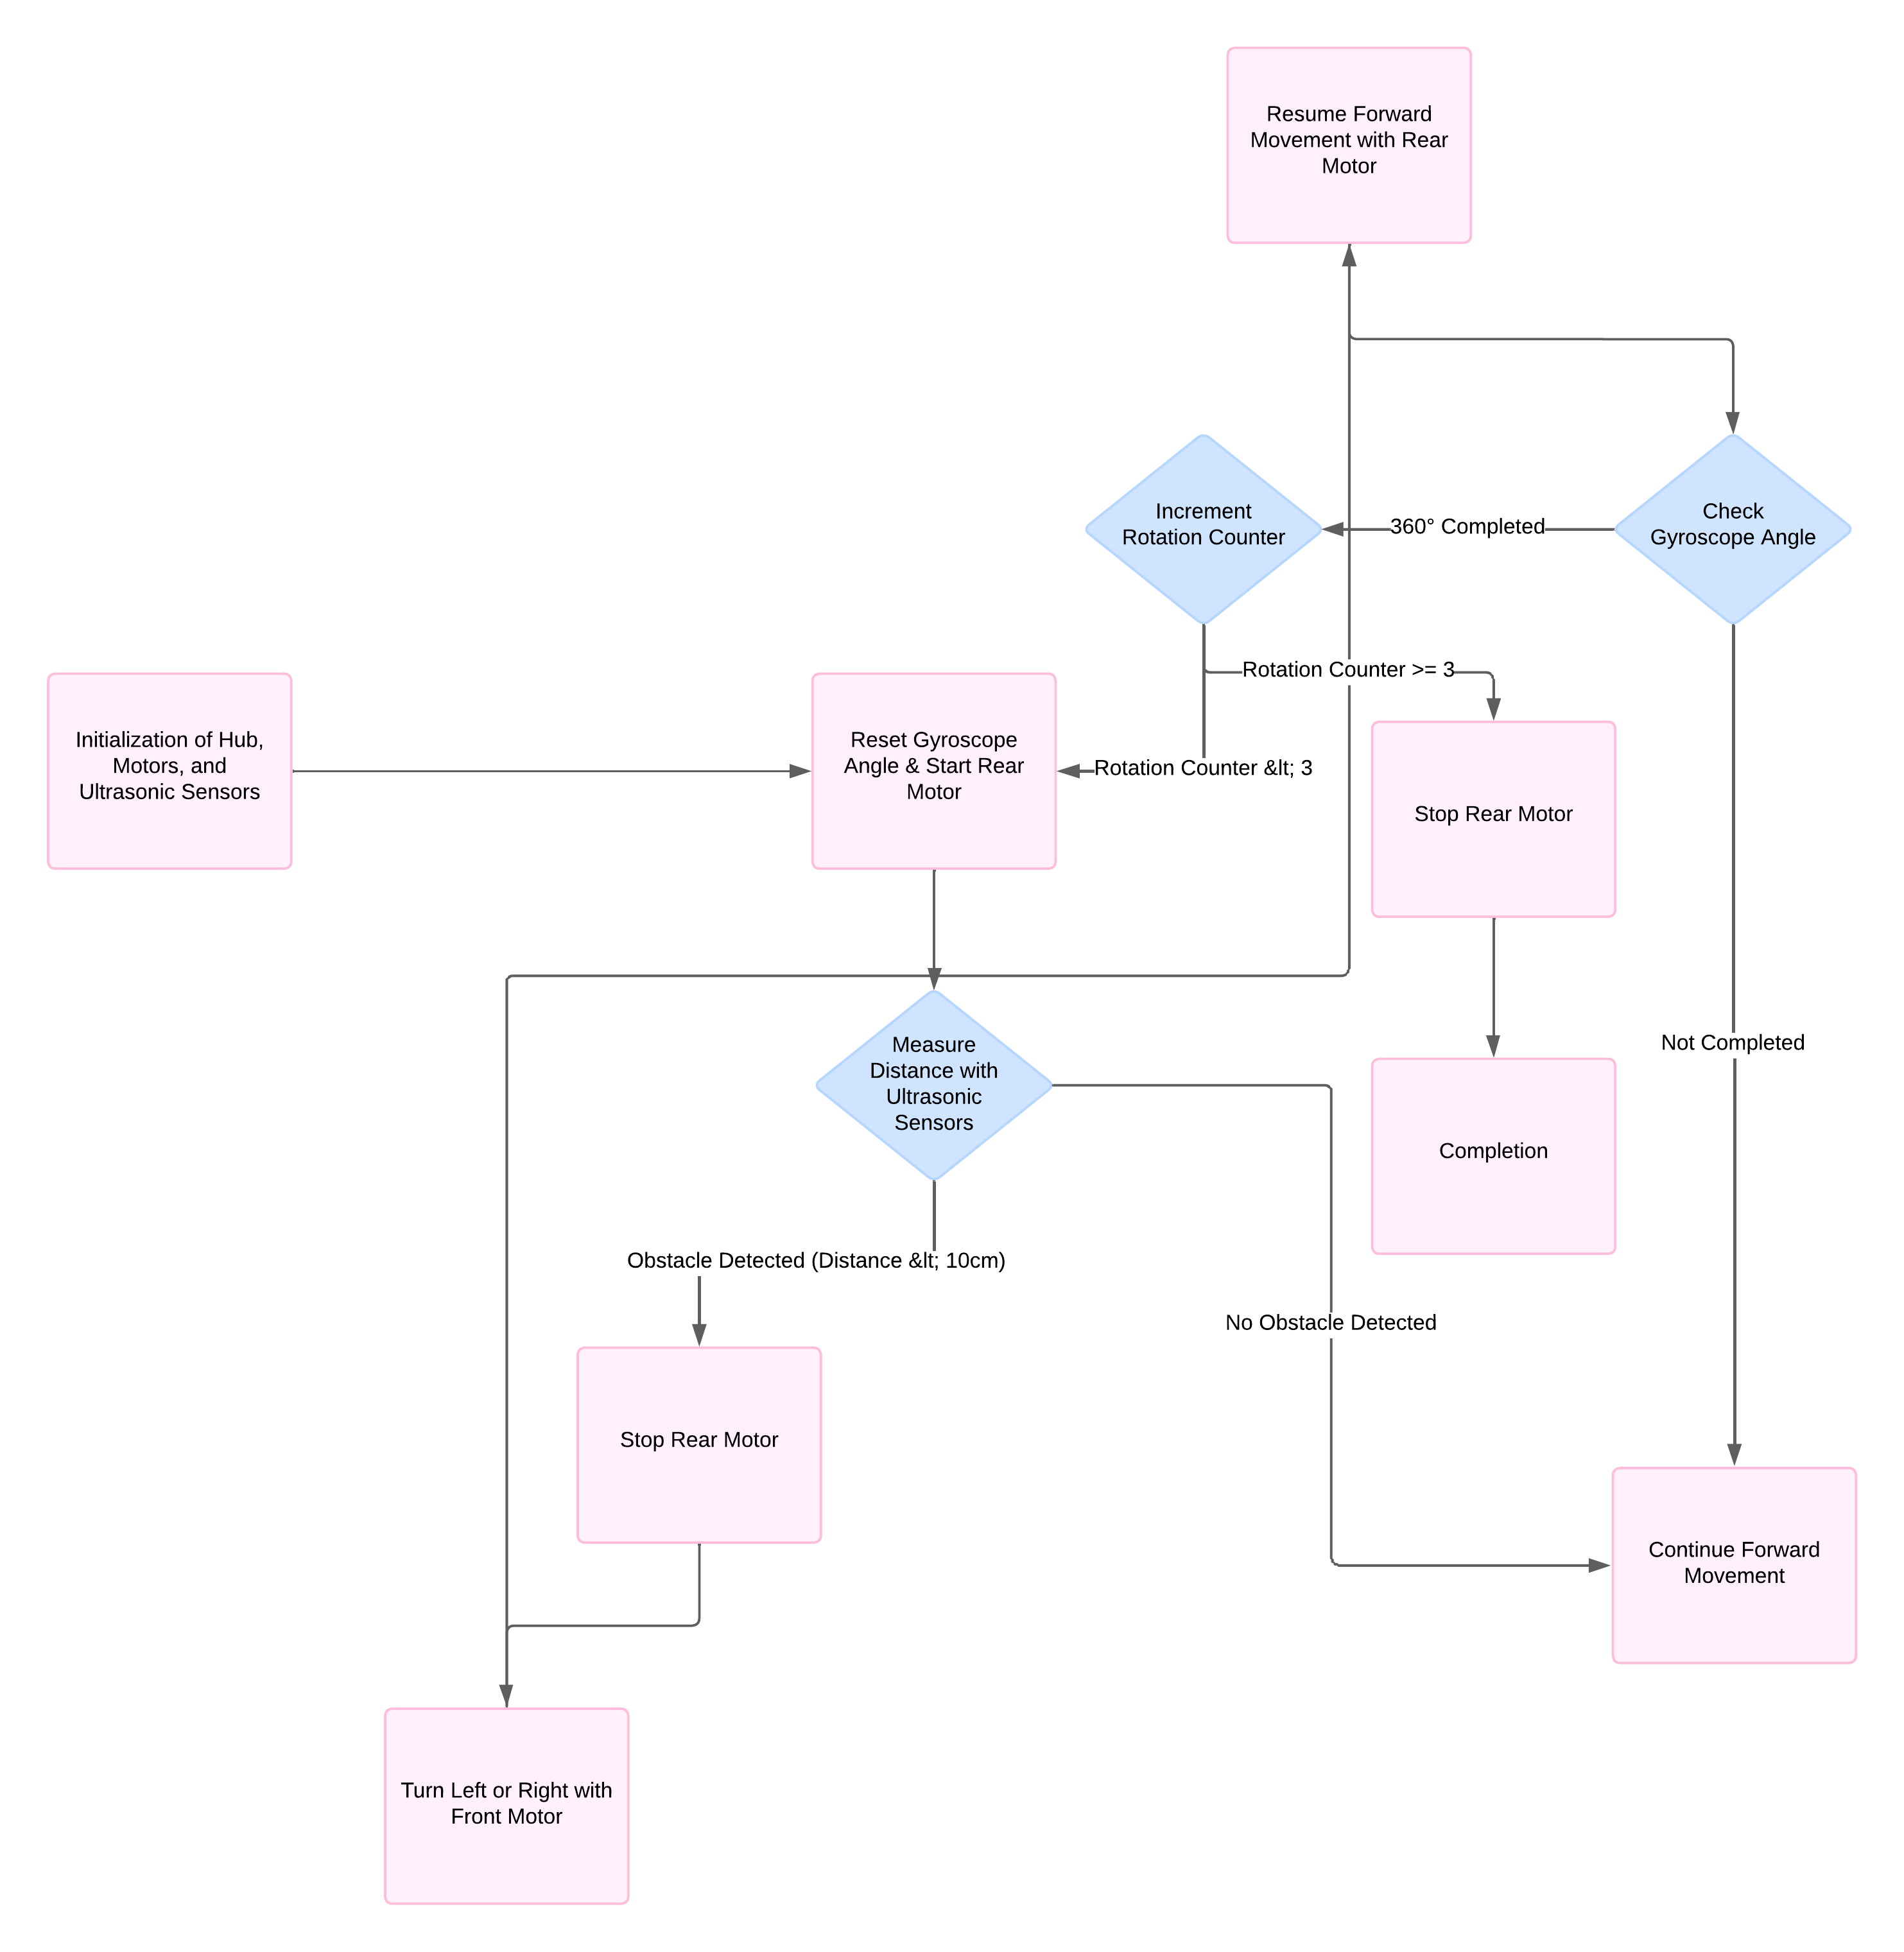 Resume Forward
Movement with Rear
Motor
Increment
Rotation Counter
360° Completed
Check
Gyroscope Angle
Rotation Counter >= 3
Initialization of Hub,
Motors, and
Ultrasonic Sensors
Reset Gyroscope
Angle & Start Rear
Motor
Rotation Counter &lt; 3
Stop Rear Motor
Not Completed
Measure
Distance with
Ultrasonic
Sensors
Completion
Obstacle Detected (Distance &lt; 10cm)
No Obstacle Detected
Stop Rear Motor
Continue Forward
Movement
Turn Left or Right with
Front Motor